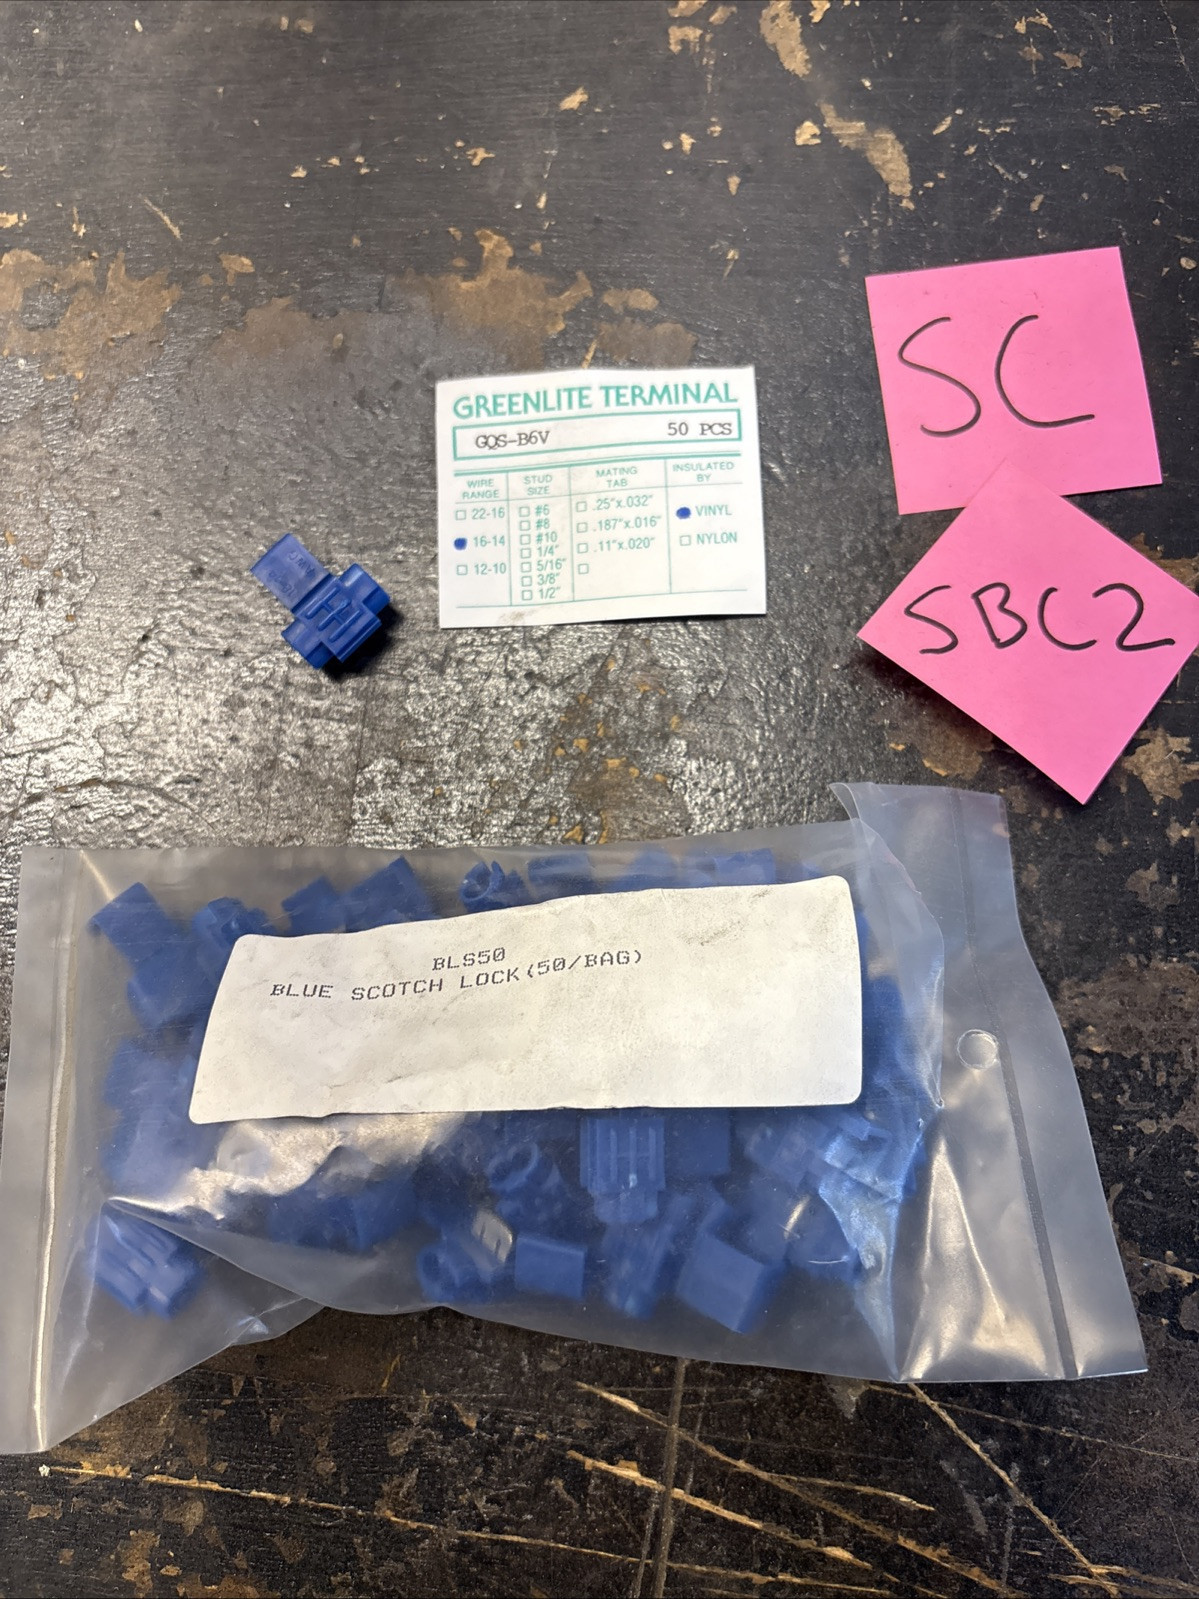 GREENLITE TERMINAL
GQS-B6V 50 PCS
WIRE RANGE
22-16
16-14
12-10
STUD SIZE
#6
#8
#10
1/4"
5/16"
3/8"
1/2"
MATING TAB
.25"x.032"
.187"x.016"
.11"x.020"
INSULATED BY
VINYL
NYLON
SC
SBC2
BLS50
BLUE SCOTCH LOCK(50/BAG)